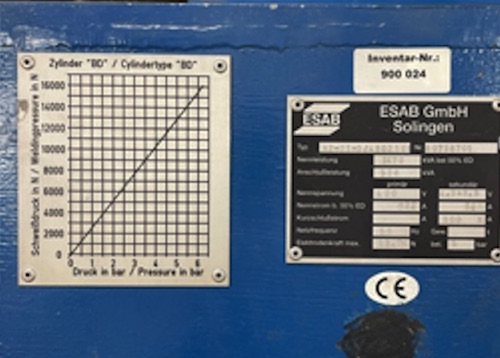 Zylinder "BD" / Cylindertype "BD"
Schweißdruck in N / Weldingpressure in N
16000
14000
12000
10000
8000
6000
4000
2000
0
0 1 2 3 4 5 6
Druck in bar / Pressure in bar
Inventar-Nr.:
900 024
ESAB
ESAB GmbH
Solingen
Typ Nr
Nennleistung kVA bei 50% ED
Anschlußleistung kVA
primär sekundär
Nennspannung V
Nennstrom b. 50% ED A
Kurzschlußstrom A
Netzfrequenz Hz Gew
Elektrodenkraft max. N bei
CE